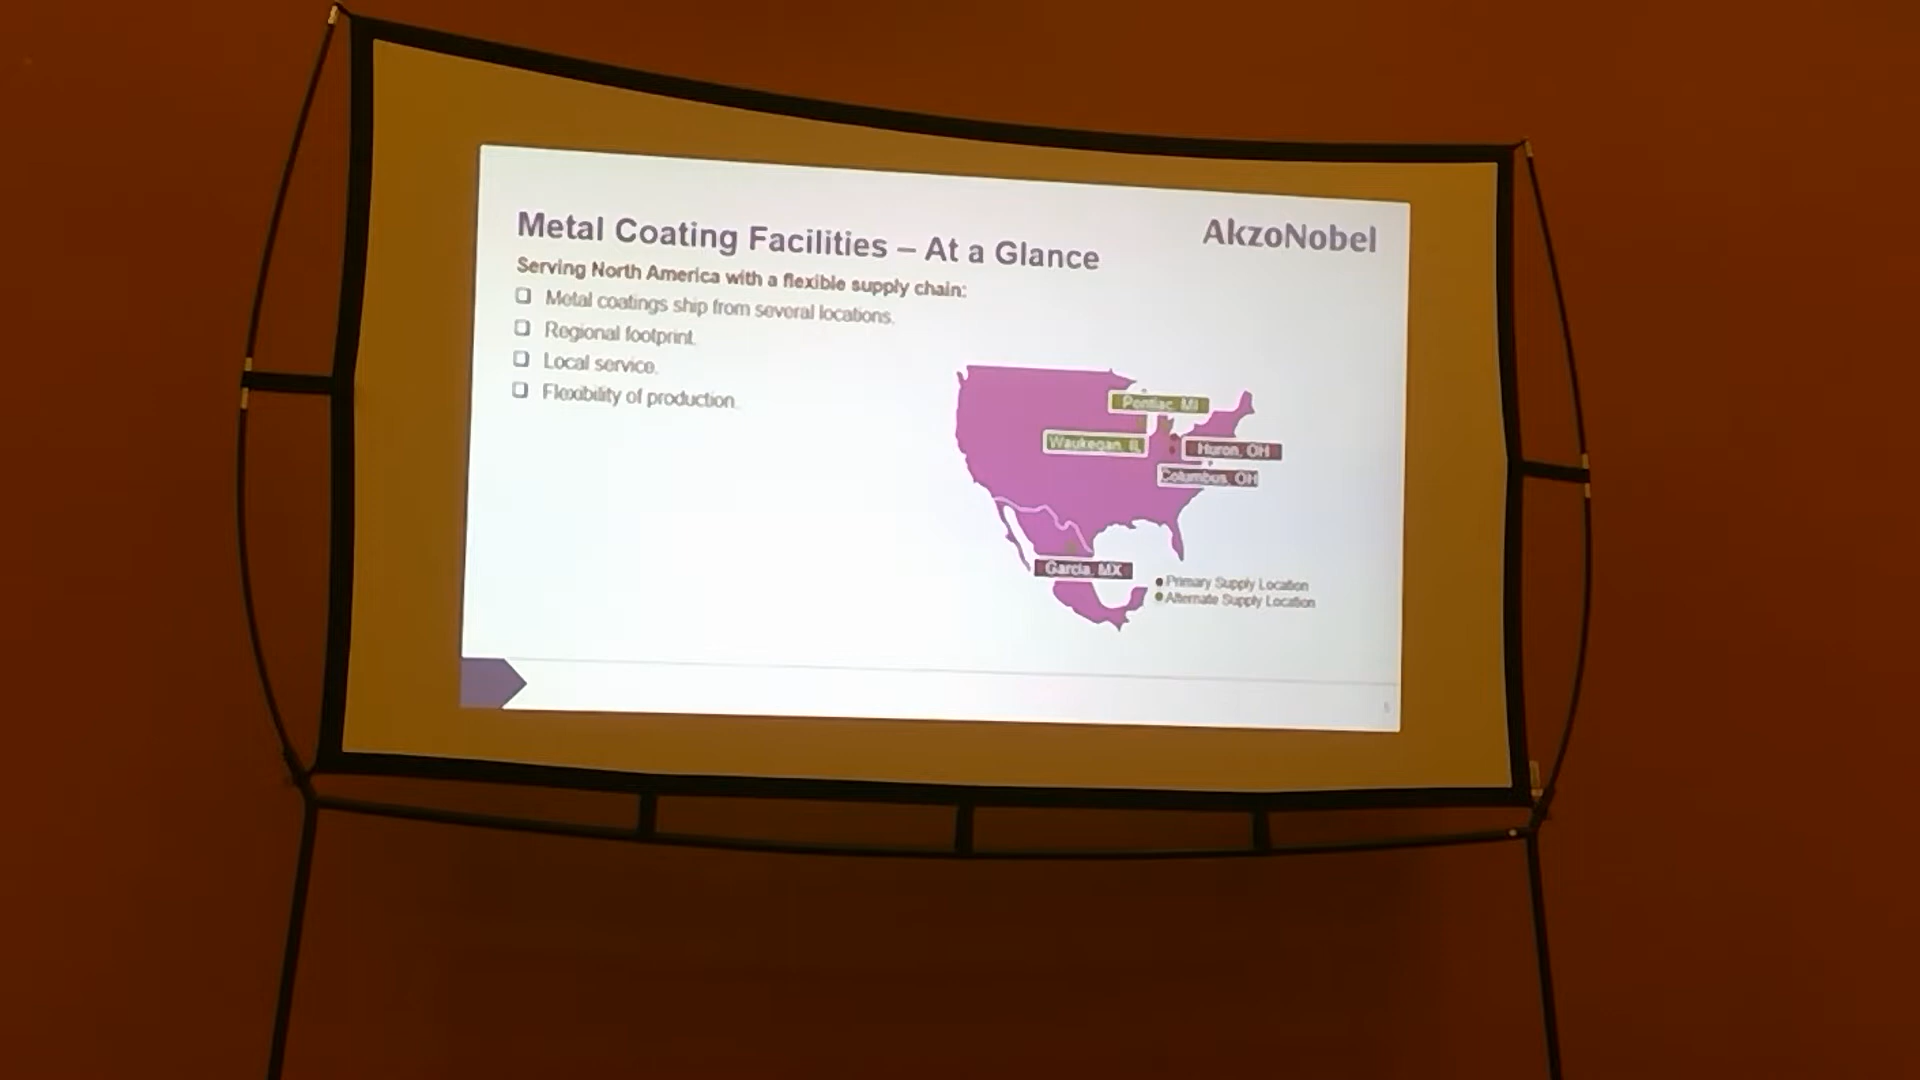 Metal Coating Facilities – At a Glance
AkzoNobel
Serving North America with a flexible supply chain:
Metal coatings ship from several locations.
Regional footprint.
Local service.
Flexibility of production.
Pontiac, MI
Waukegan, IL
Huron, OH
Columbus, OH
Garcia, MX
Primary Supply Location
Alternate Supply Location
5